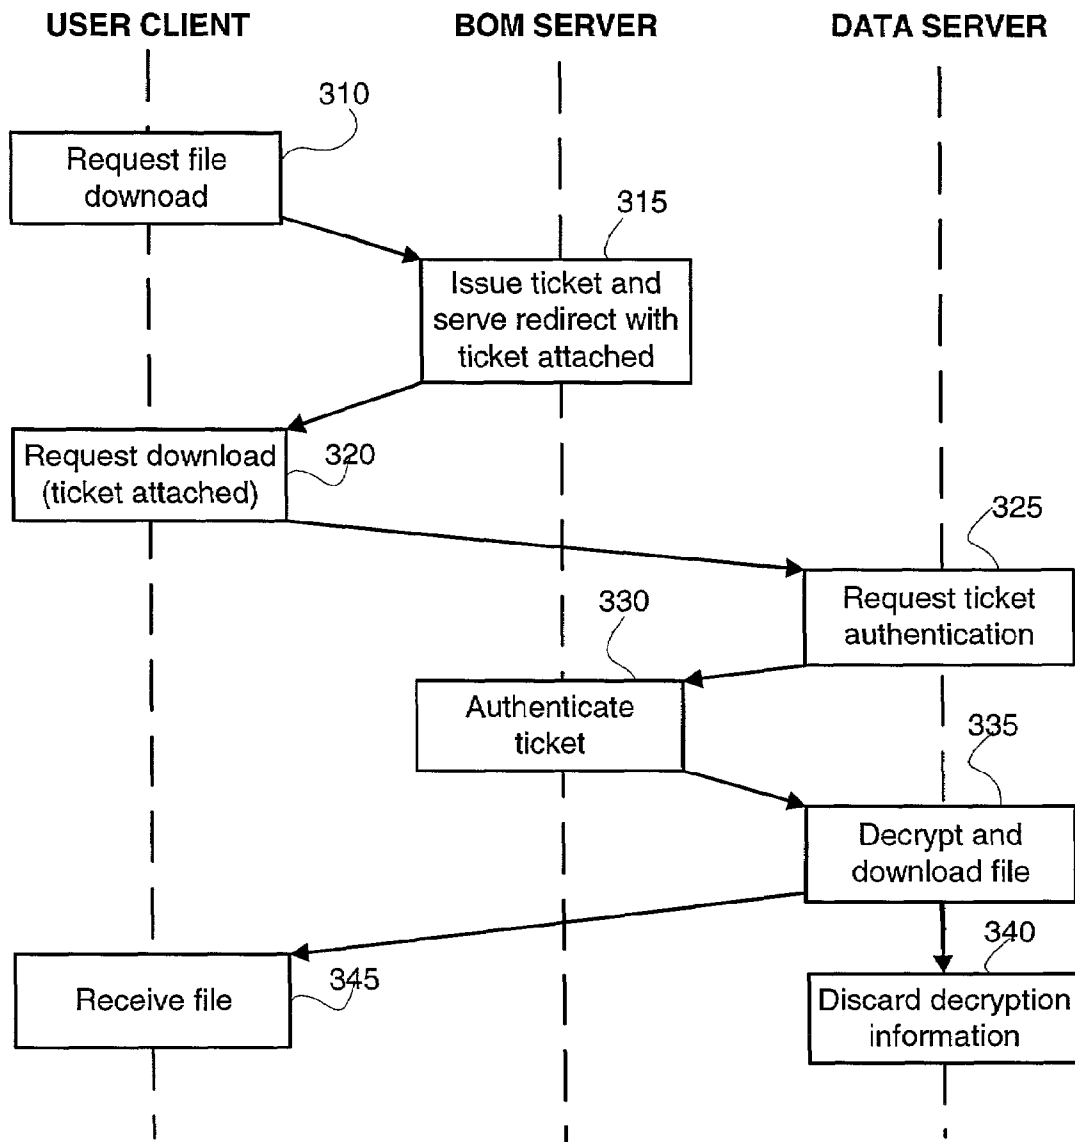 USER CLIENT
BOM SERVER
DATA SERVER
310
Request file
downoad
315
Issue ticket and
serve redirect with
ticket attached
Request download
(ticket attached)
320
325
Request ticket
authentication
330
Authenticate
ticket
335
Decrypt and
download file
340
Discard decryption
information
Receive file
345